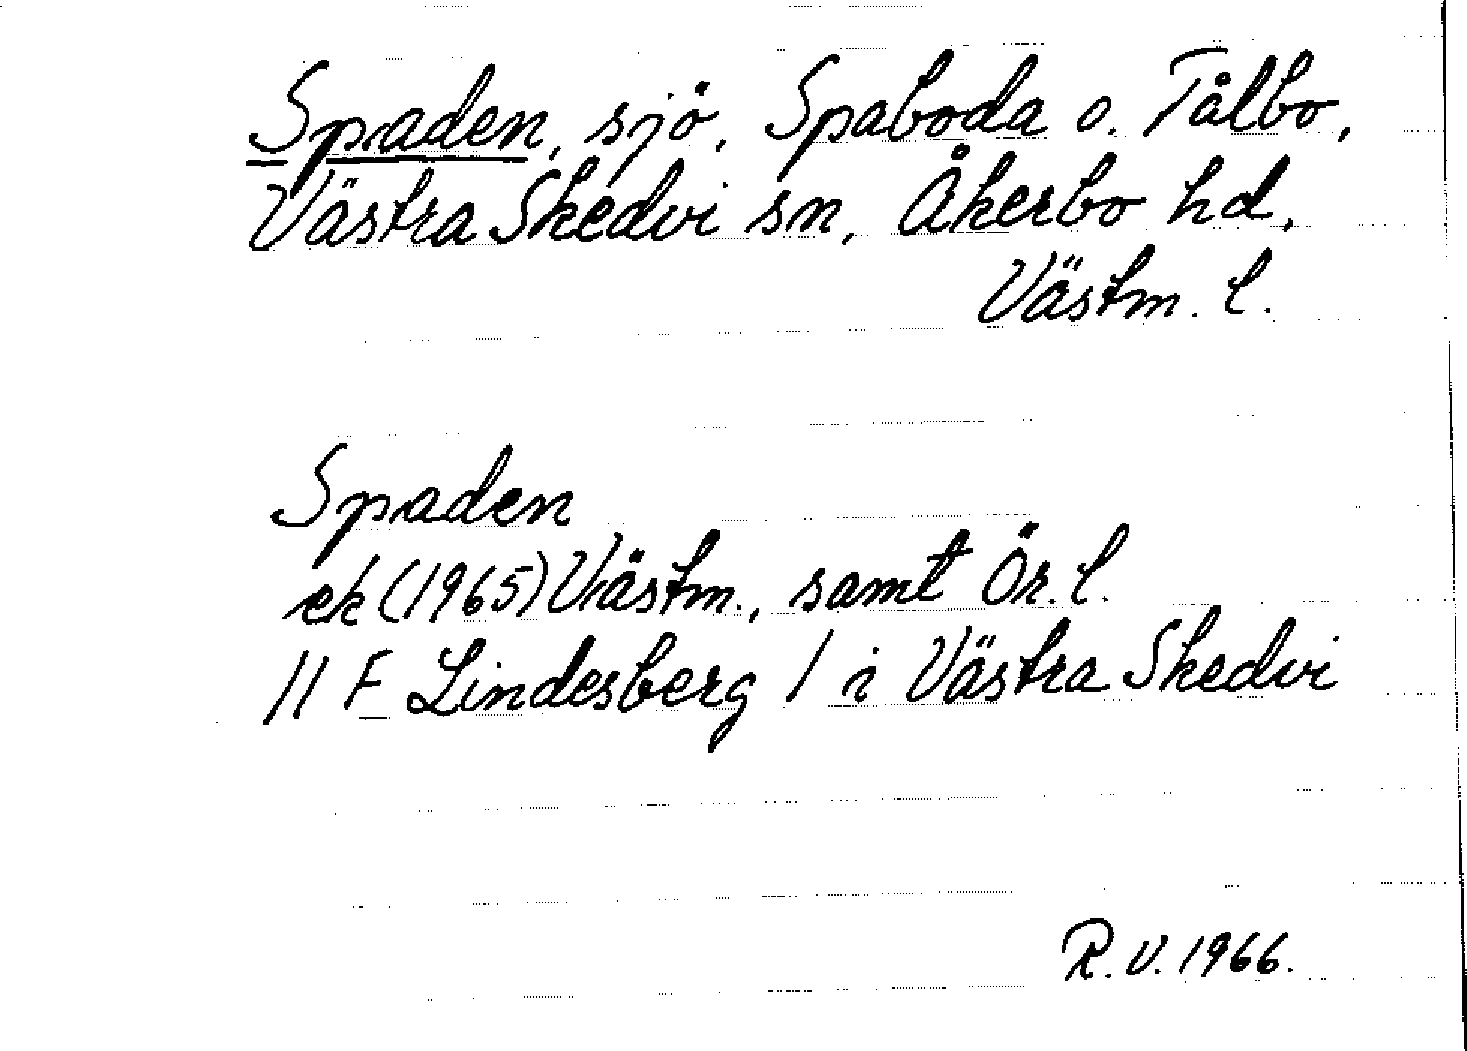 Spaden, sjö, Spaboda o. Tålbo,
Västra Skedvi sn, Åkerbo hd,
Västm. l.
Spaden
ek (1965) Västm., samt Ör. l.
11 F Lindesberg / i Västra Skedvi
R.V. 1966.